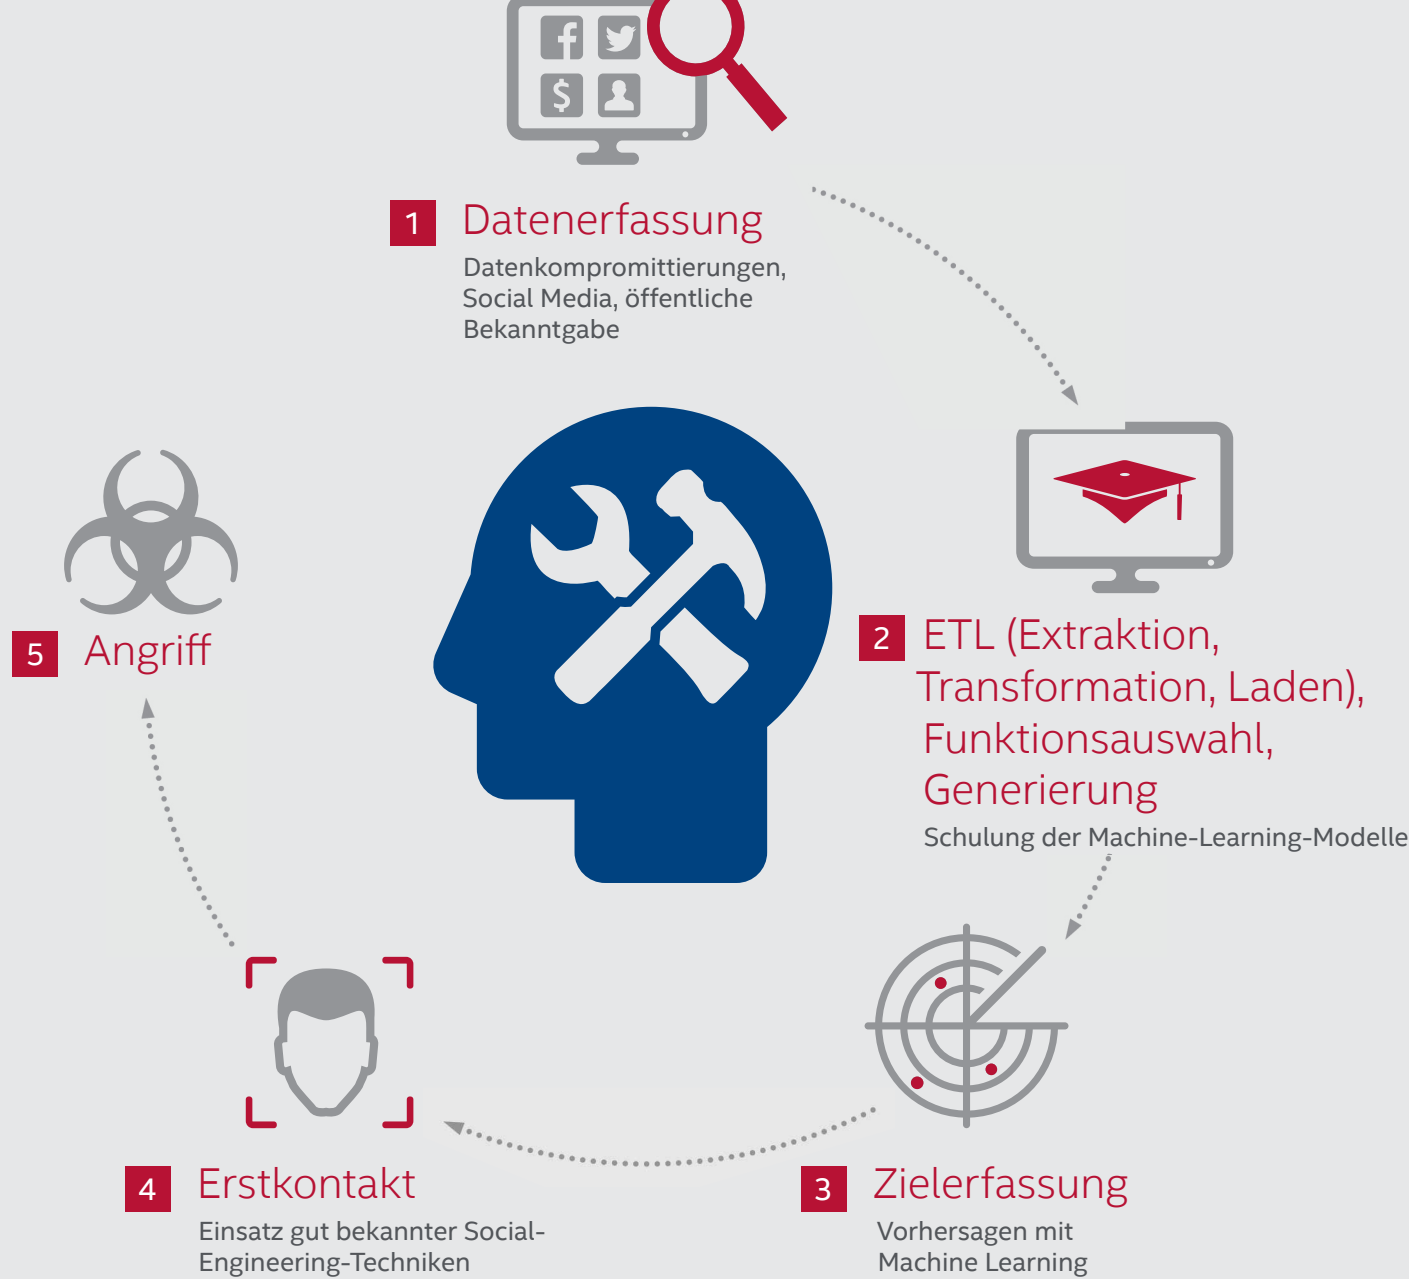 1 Datenerfassung
Datenkompromittierungen,
Social Media, öffentliche
Bekanntgabe
2 ETL (Extraktion,
Transformation, Laden),
Funktionsauswahl,
Generierung
Schulung der Machine-Learning-Modelle
3 Zielerfassung
Vorhersagen mit
Machine Learning
4 Erstkontakt
Einsatz gut bekannter Social-
Engineering-Techniken
5 Angriff